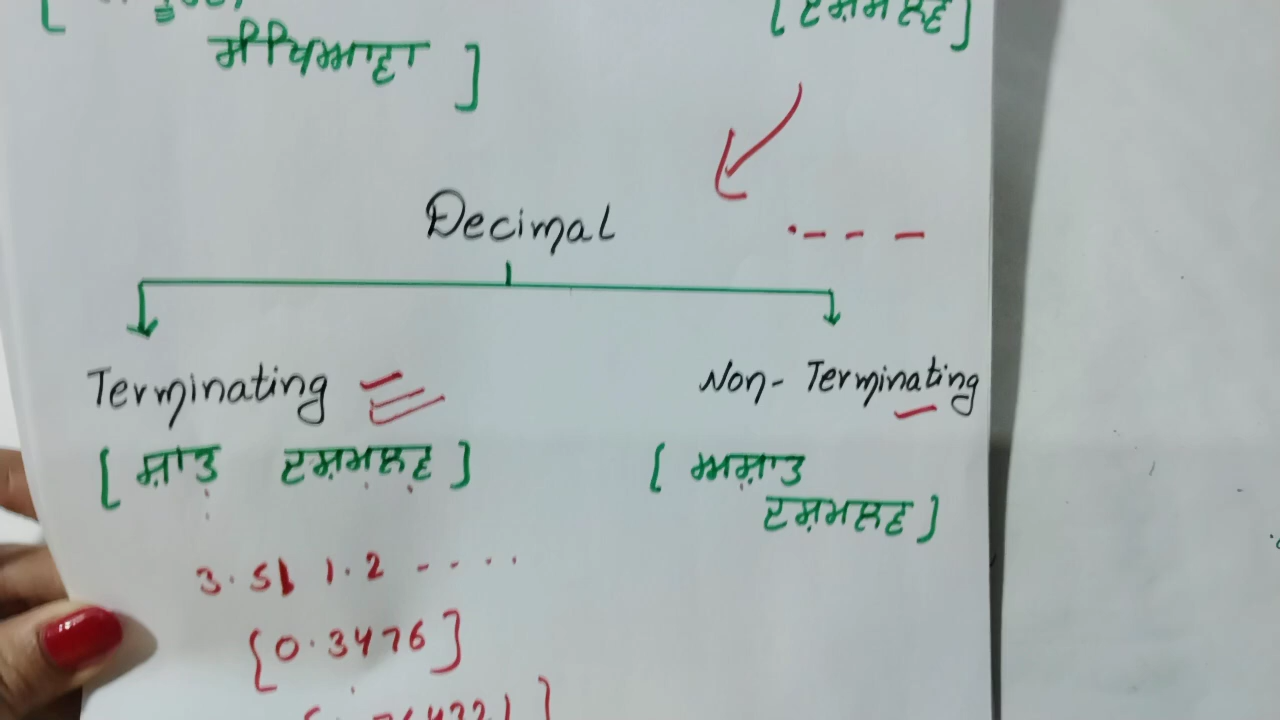 [ਦਸ਼ਮਲਵ]
ਸੰਖਿਆਵਾਂ ]
Decimal
Terminating Non-Terminating
[ਸ਼ਾਂਤ ਦਸ਼ਮਲਵ] [ਅਸ਼ਾਂਤ
ਦਸ਼ਮਲਵ]
3.5, 1.2 - - . .
[0.3476]